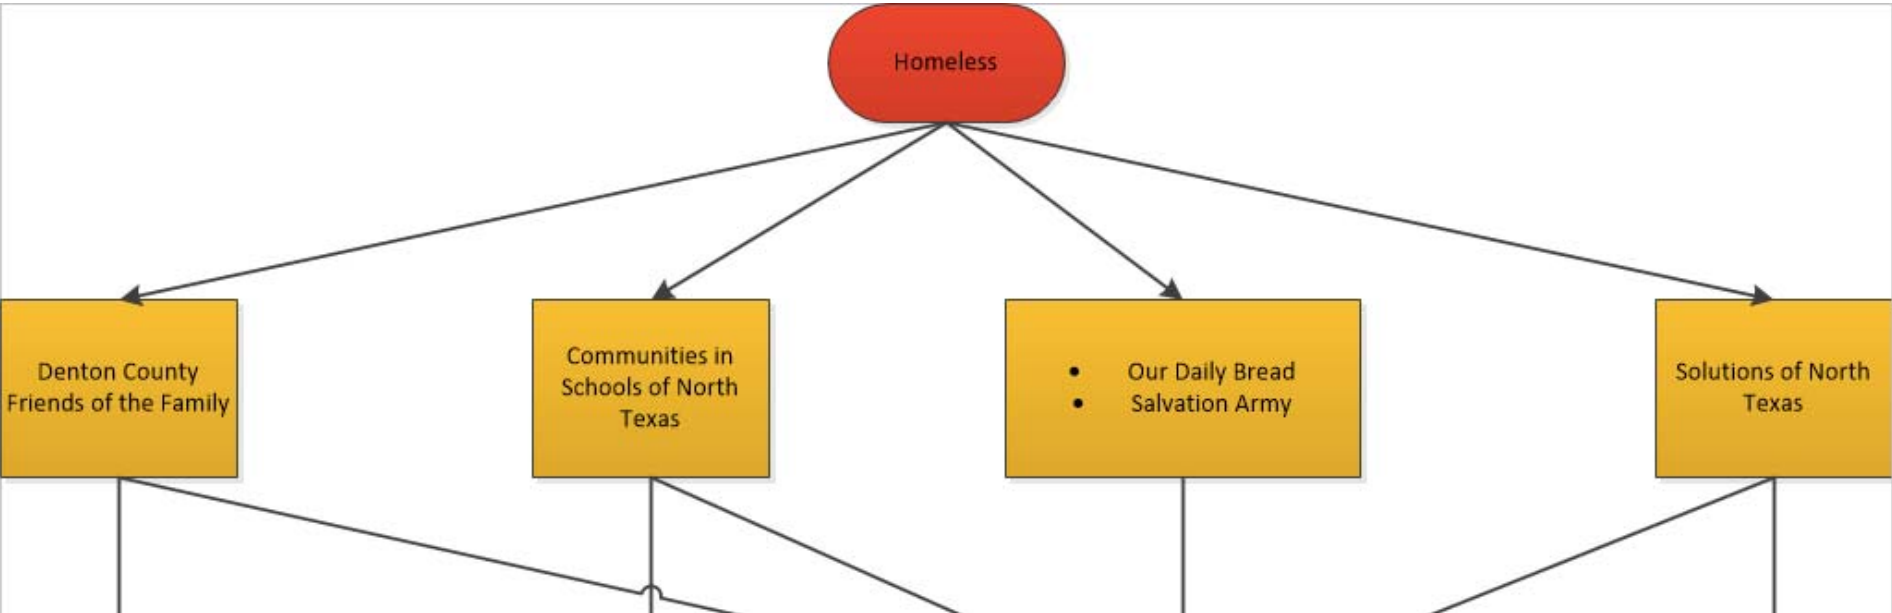 Homeless
Denton County
Friends of the Family
Communities in
Schools of North
Texas
• Our Daily Bread
• Salvation Army
Solutions of North
Texas